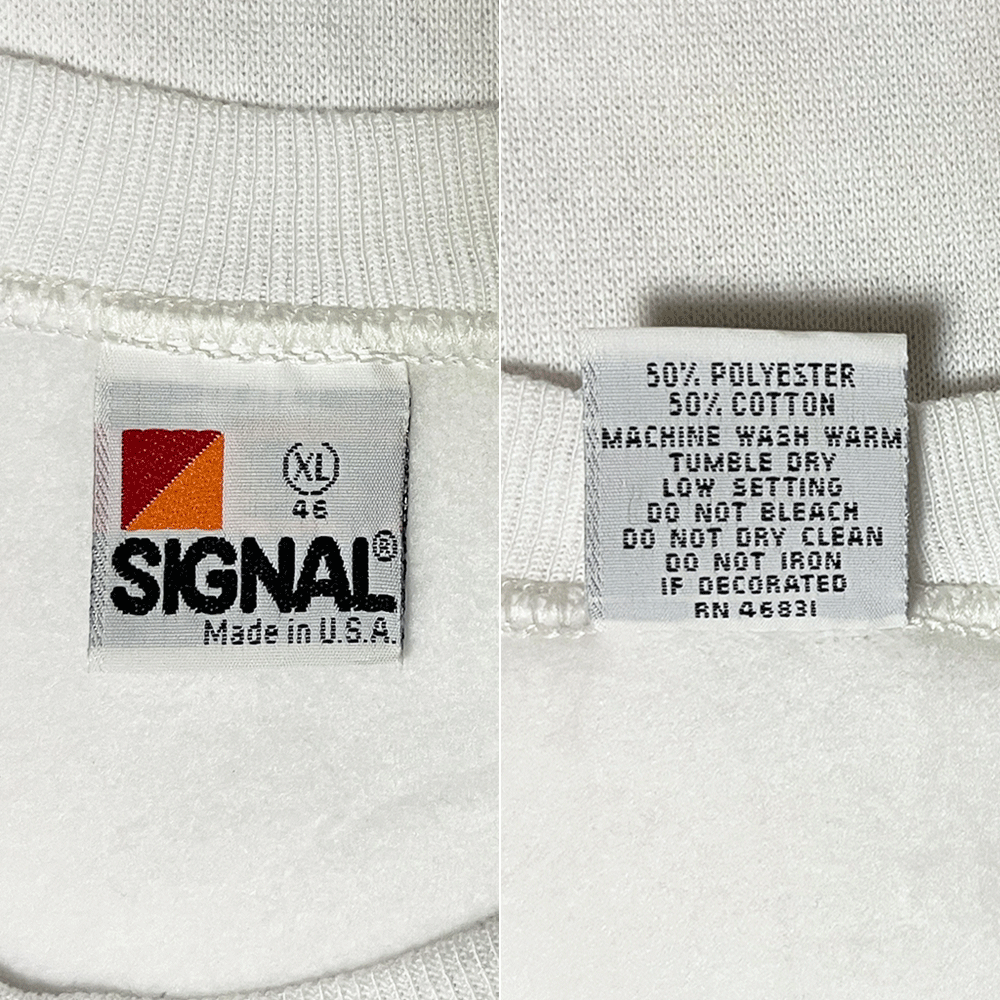 XL
46
SIGNAL®
Made in U.S.A.
50% POLYESTER
50% COTTON
MACHINE WASH WARM
TUMBLE DRY
LOW SETTING
DO NOT BLEACH
DO NOT DRY CLEAN
DO NOT IRON
IF DECORATED
RN 46831